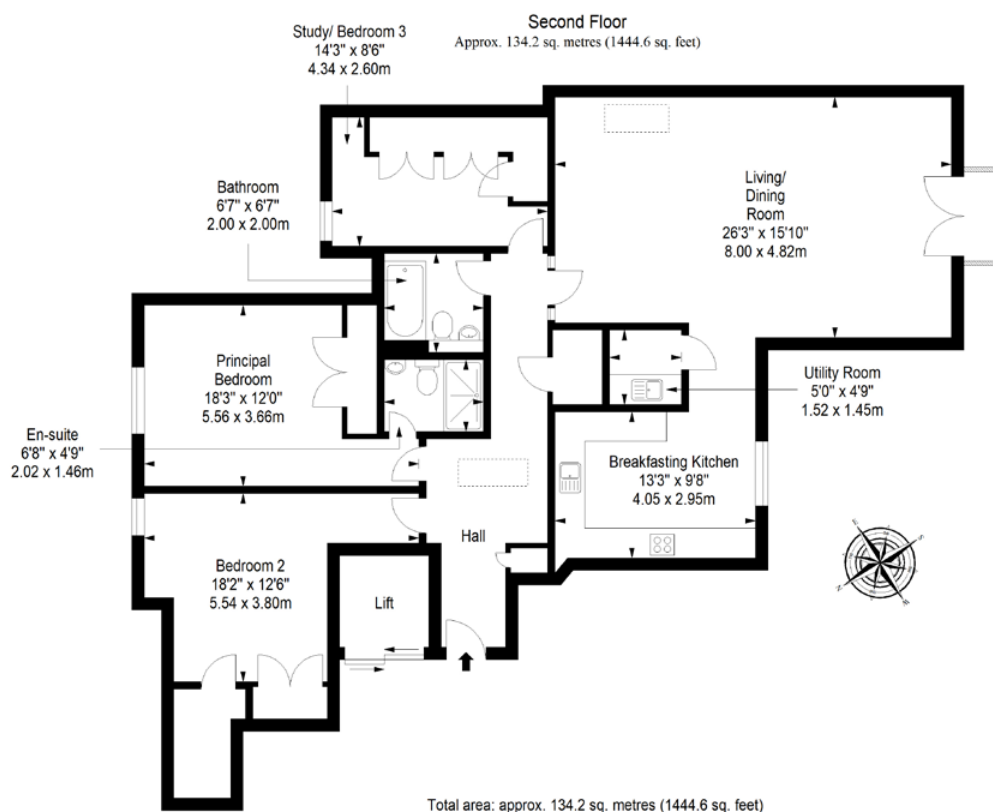 Second Floor
Approx. 134.2 sq. metres (1444.6 sq. feet)
Study/ Bedroom 3
14'3" x 8'6"
4.34 x 2.60m
Bathroom
6'7" x 6'7"
2.00 x 2.00m
Living/
Dining
Room
26'3" x 15'10"
8.00 x 4.82m
Principal
Bedroom
18'3" x 12'0"
5.56 x 3.66m
Utility Room
5'0" x 4'9"
1.52 x 1.45m
En-suite
6'8" x 4'9"
2.02 x 1.46m
Breakfasting Kitchen
13'3" x 9'8"
4.05 x 2.95m
Hall
Bedroom 2
18'2" x 12'6"
5.54 x 3.80m
Lift
E
S
N
W
Total area: approx. 134.2 sq. metres (1444.6 sq. feet)